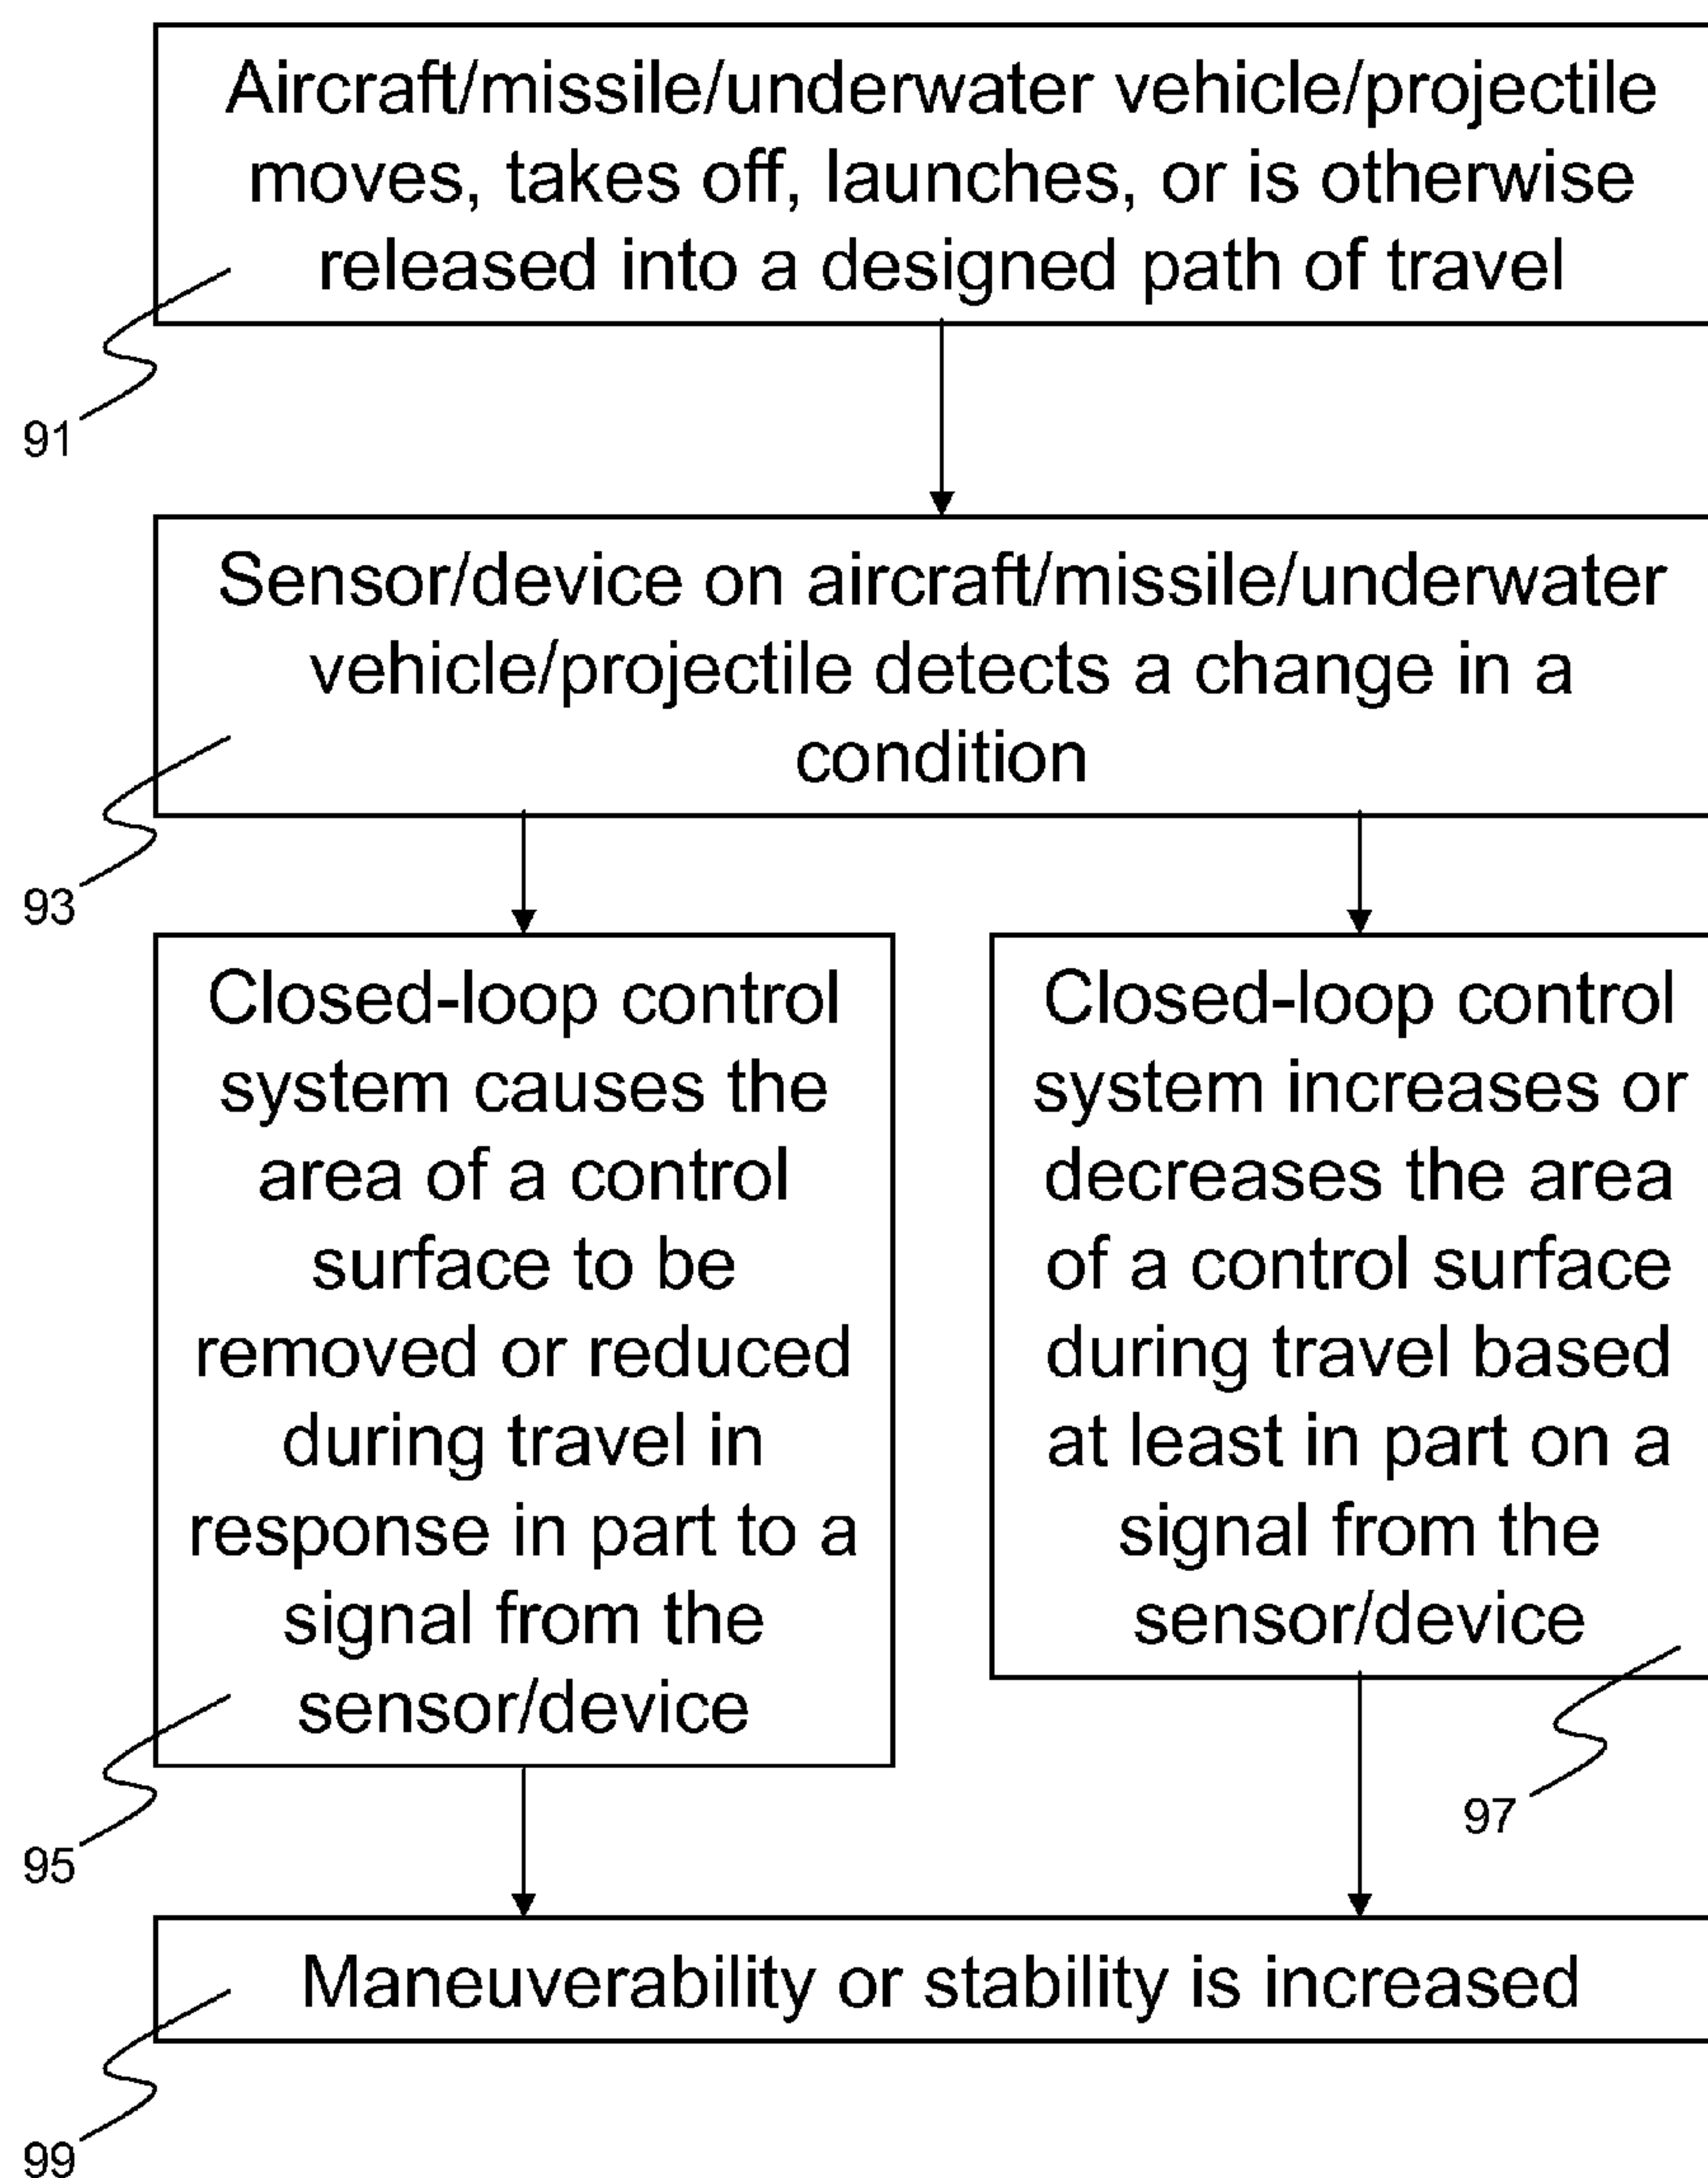 Aircraft/missile/underwater vehicle/projectile
moves, takes off, launches, or is otherwise
released into a designed path of travel
91
Sensor/device on aircraft/missile/underwater
vehicle/projectile detects a change in a
condition
93
Closed-loop control
system causes the
area of a control
surface to be
removed or reduced
during travel in
response in part to a
signal from the
sensor/device
95
Closed-loop control
system increases or
decreases the area
of a control surface
during travel based
at least in part on a
signal from the
sensor/device
97
Maneuverability or stability is increased
99